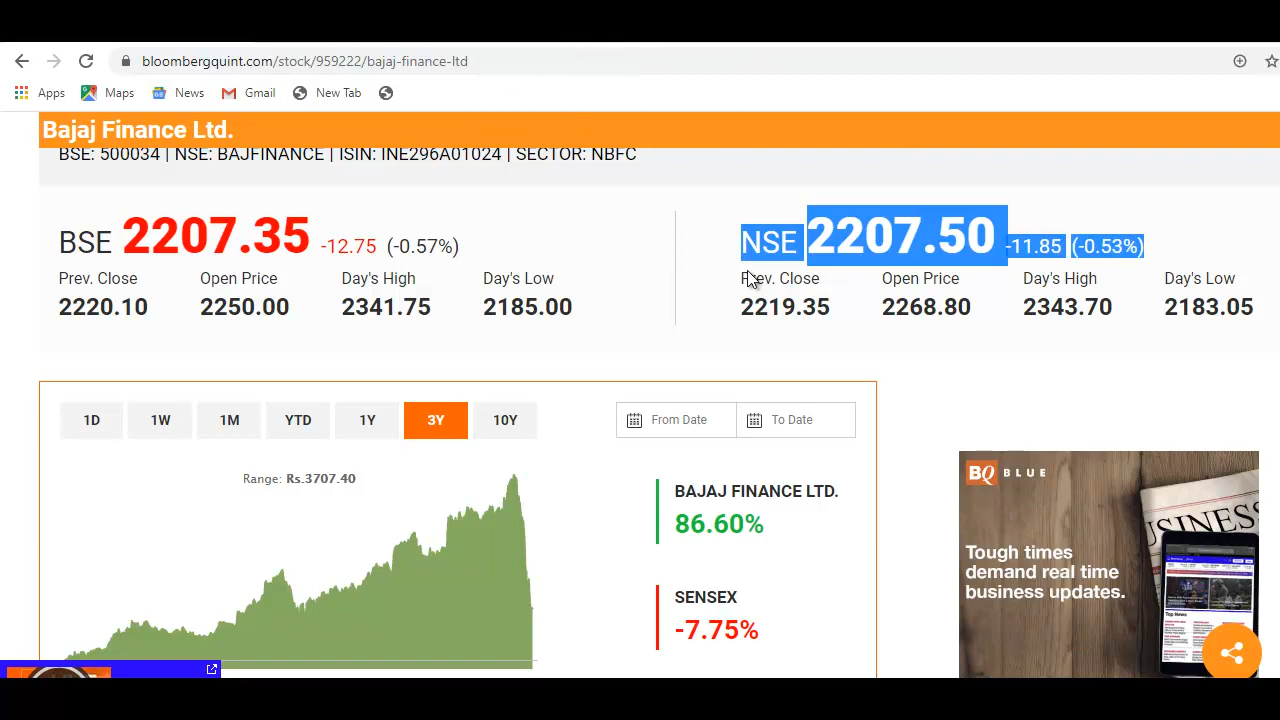 bloombergquint.com/stock/959222/bajaj-finance-ltd
Apps Maps News Gmail New Tab
Bajaj Finance Ltd.
BSE: 500034 | NSE: BAJFINANCE | ISIN: INE296A01024 | SECTOR: NBFC
BSE 2207.35 -12.75 (-0.57%)
Prev. Close Open Price Day's High Day's Low
2220.10 2250.00 2341.75 2185.00
NSE 2207.50 -11.85 (-0.53%)
Prev. Close Open Price Day's High Day's Low
2219.35 2268.80 2343.70 2183.05
1D 1W 1M YTD 1Y 3Y 10Y
From Date To Date
Range: Rs.3707.40
BAJAJ FINANCE LTD.
86.60%
SENSEX
-7.75%
BQ BLUE
Tough times
demand real time
business updates.